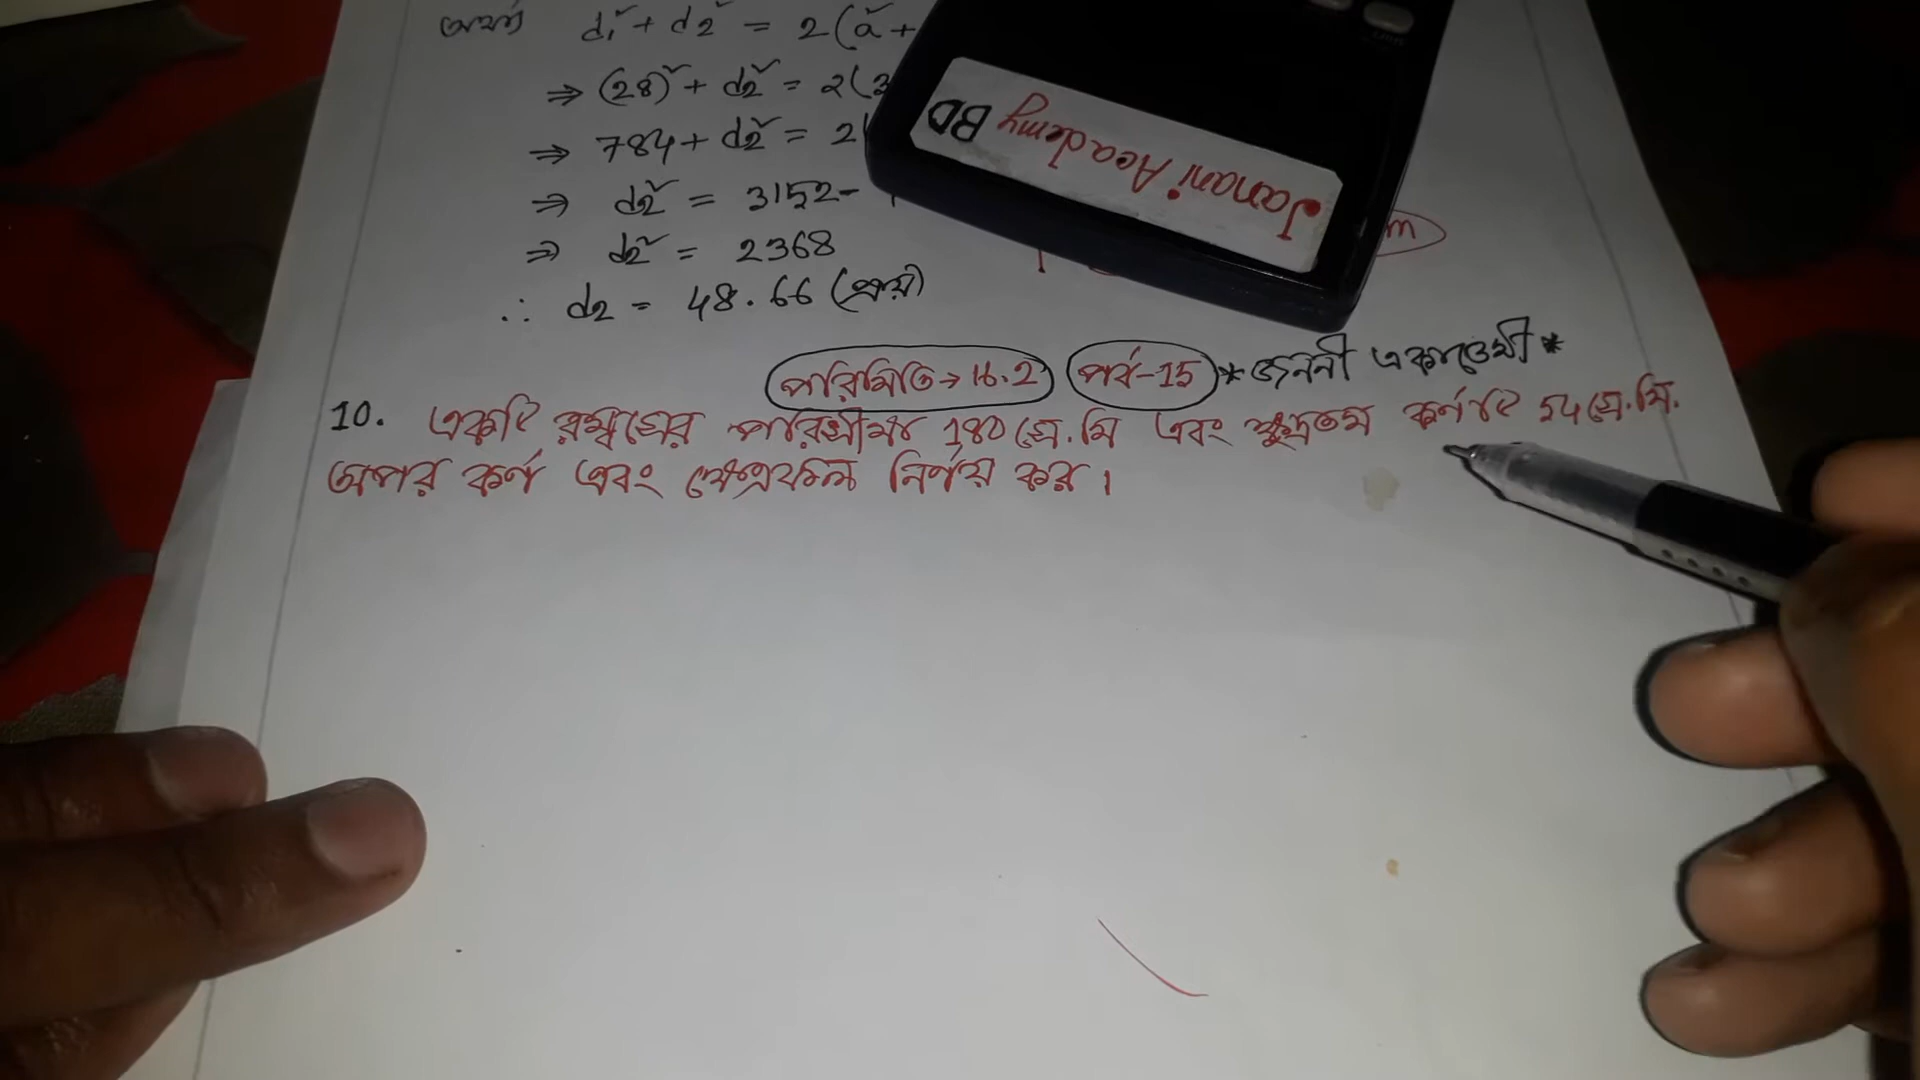 অর্থাৎ d₁² + d₂² = 2(a² +
⇒ (28)² + d₂² = 2(3
⇒ 784 + d₂² = 2(
⇒ d₂² = 3152 -
⇒ d₂² = 2368
∴ d₂ = 48.66 (প্রায়)
Janani Academy BD
m
পরিমিতি → 16.2 পর্ব-15 *জননী একাডেমী*
10. একটি রম্বসের পরিসীমা 180 সে.মি এবং ক্ষুদ্রতম কর্ণটি 54 সে.মি.
অপর কর্ণ এবং ক্ষেত্রফল নির্ণয় কর।